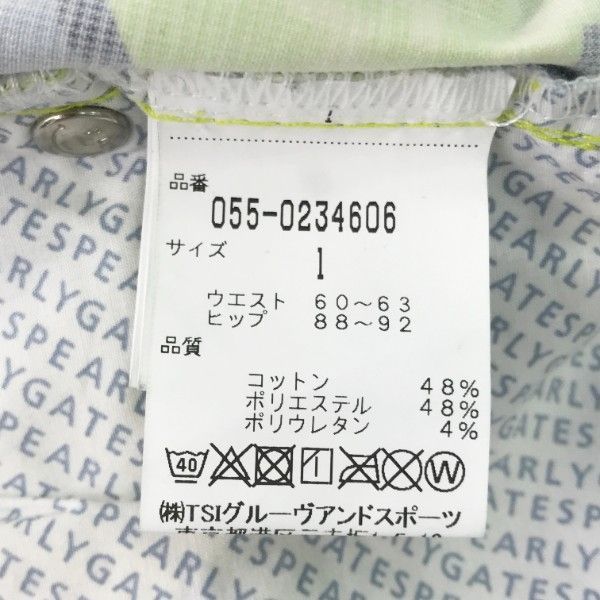 品番
055-0234606
サイズ
1
ウエスト 60～63
ヒップ 88～92
品質
コットン 48%
ポリエステル 48%
ポリウレタン 4%
40
W
㈱TSIグルーヴアンドスポーツ
PEARLYGATES
PEARLYGATES
PEARLYGATES